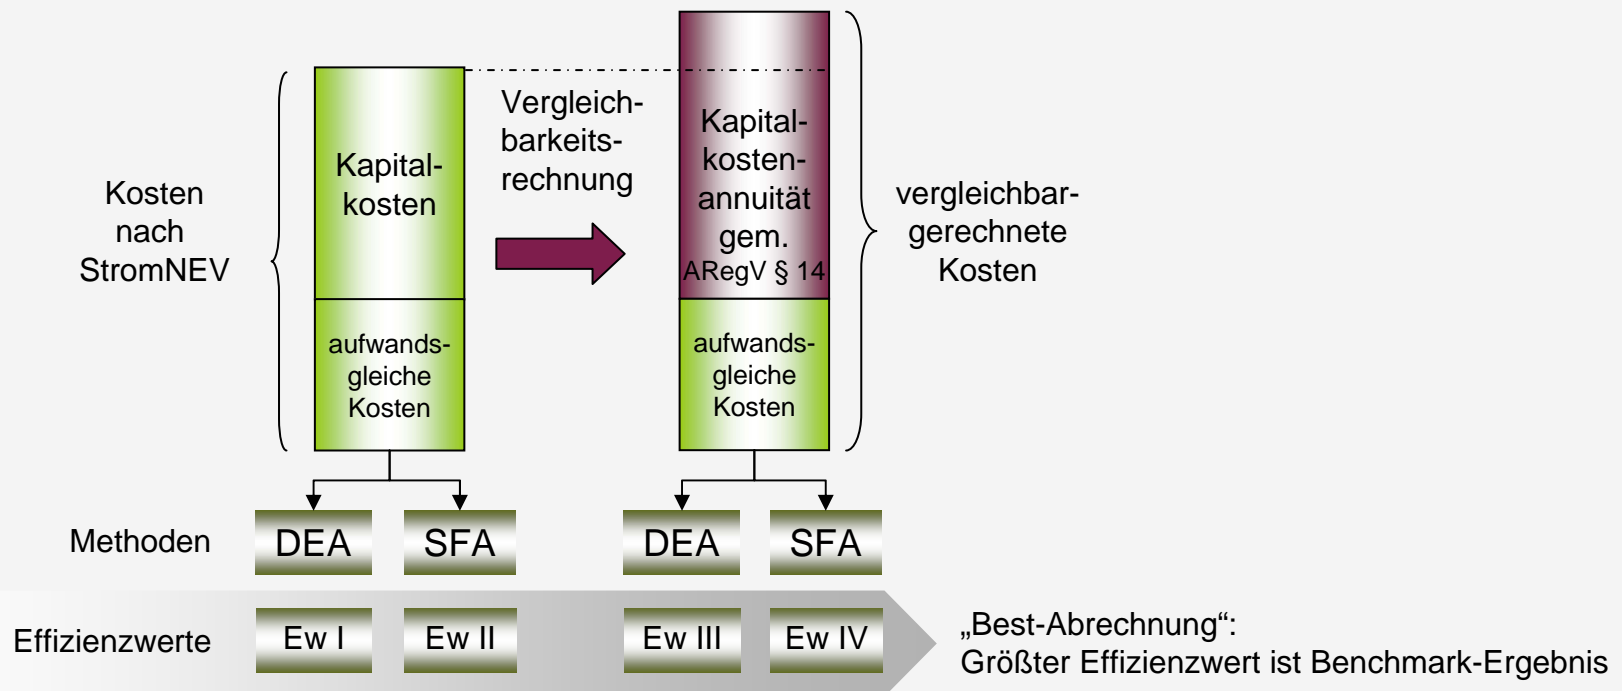 Kosten
nach
StromNEV
Kapital-
kosten
aufwands-
gleiche
Kosten
Vergleich-
barkeits-
rechnung
Kapital-
kosten-
annuität
gem.
ARegV § 14
aufwands-
gleiche
Kosten
vergleichbar-
gerechnete
Kosten
Methoden
DEA
SFA
DEA
SFA
Effizienzwerte
Ew I
Ew II
Ew III
Ew IV
„Best-Abrechnung“:
Größter Effizienzwert ist Benchmark-Ergebnis